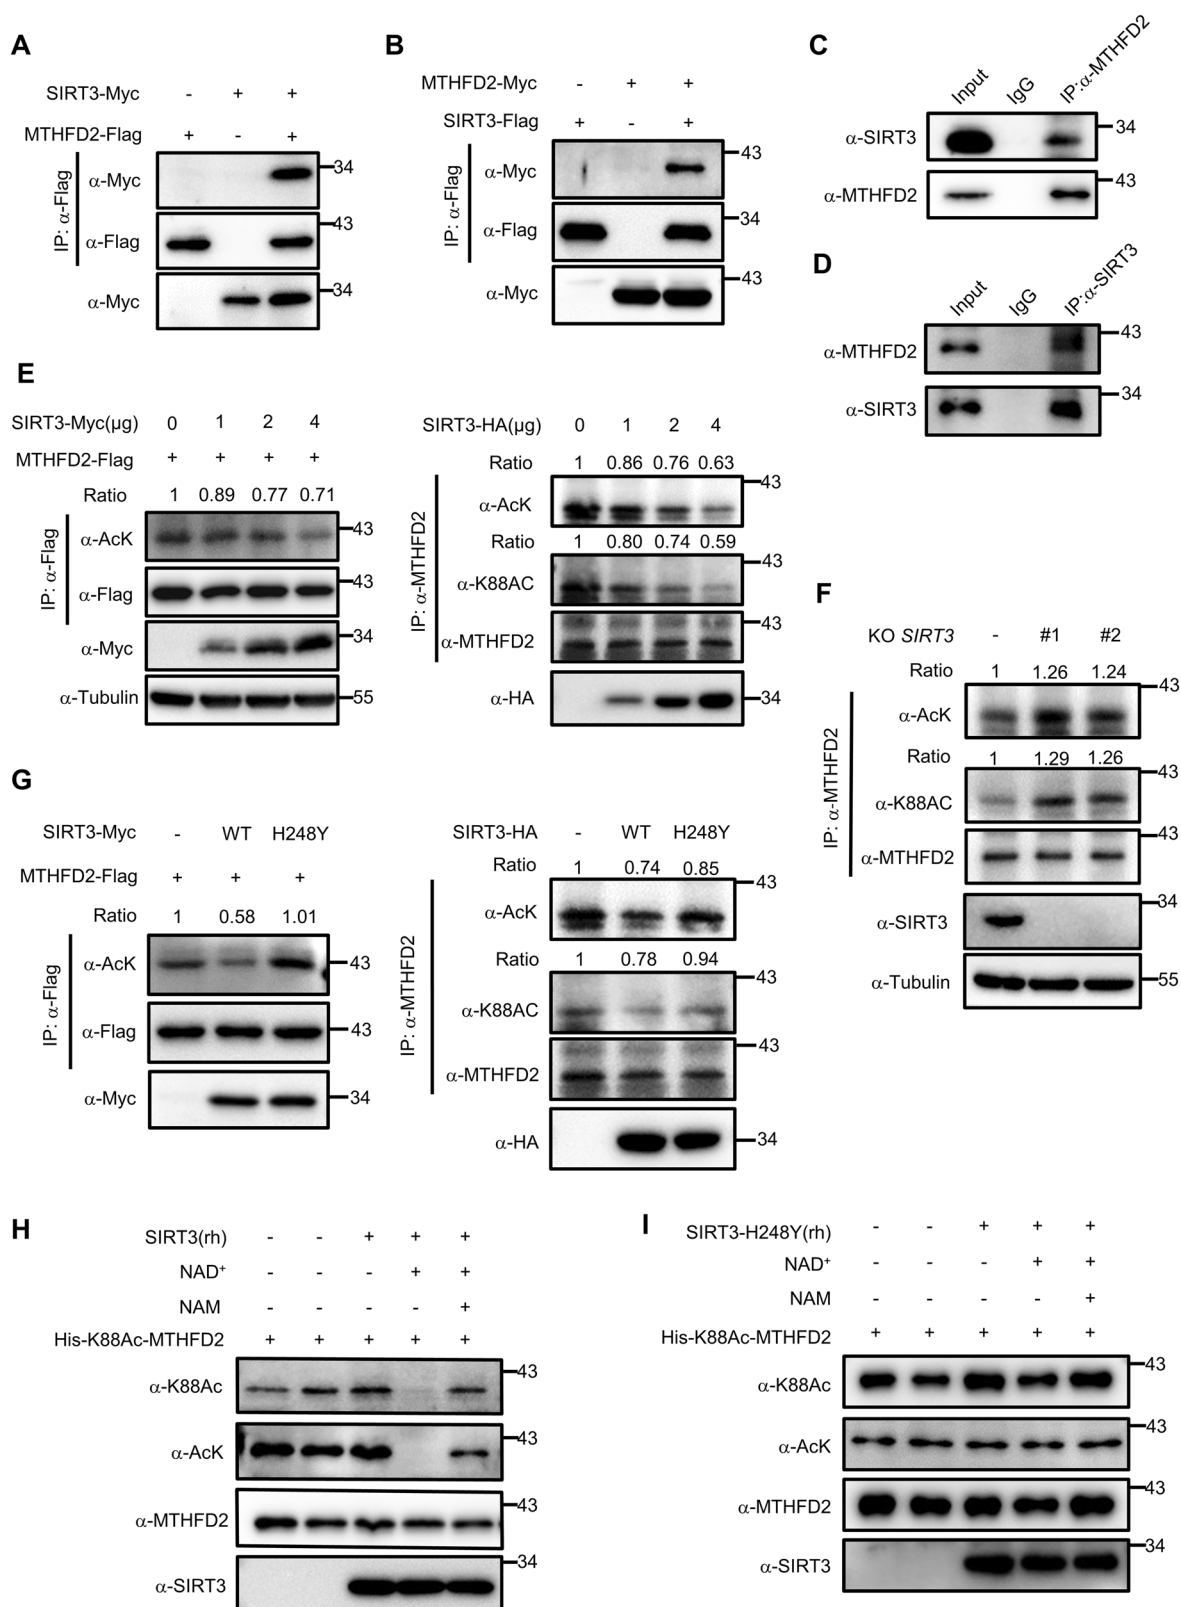 A
SIRT3-Myc - + +
MTHFD2-Flag + - +
IP: α-Flag
α-Myc 34
α-Flag 43
α-Myc 34
B
MTHFD2-Myc - + +
SIRT3-Flag + - +
IP: α-Flag
α-Myc 43
α-Flag 34
α-Myc 43
C
Input IgG IP:α-MTHFD2
α-SIRT3 34
α-MTHFD2 43
D
Input IgG IP:α-SIRT3
α-MTHFD2 43
α-SIRT3 34
E
SIRT3-Myc(μg) 0 1 2 4
MTHFD2-Flag + + + +
Ratio 1 0.89 0.77 0.71
IP: α-Flag
α-AcK 43
α-Flag 43
α-Myc 34
α-Tubulin 55
SIRT3-HA(μg) 0 1 2 4
Ratio 1 0.86 0.76 0.63
IP: α-MTHFD2
α-AcK 43
Ratio 1 0.80 0.74 0.59
α-K88AC 43
α-MTHFD2 43
α-HA 34
F
KO SIRT3 - #1 #2
Ratio 1 1.26 1.24
IP: α-MTHFD2
α-AcK 43
Ratio 1 1.29 1.26
α-K88AC 43
α-MTHFD2 43
α-SIRT3 34
α-Tubulin 55
G
SIRT3-Myc - WT H248Y
MTHFD2-Flag + + +
Ratio 1 0.58 1.01
IP: α-Flag
α-AcK 43
α-Flag 43
α-Myc 34
SIRT3-HA - WT H248Y
Ratio 1 0.74 0.85
IP: α-MTHFD2
α-AcK 43
Ratio 1 0.78 0.94
α-K88AC 43
α-MTHFD2 43
α-HA 34
H
SIRT3(rh) - - + + +
NAD⁺ - - - + +
NAM - - - - +
His-K88Ac-MTHFD2 + + + + +
α-K88Ac 43
α-AcK 43
α-MTHFD2 43
α-SIRT3 34
I
SIRT3-H248Y(rh) - - + + +
NAD⁺ - - - + +
NAM - - - - +
His-K88Ac-MTHFD2 + + + + +
α-K88Ac 43
α-AcK 43
α-MTHFD2 43
α-SIRT3 34